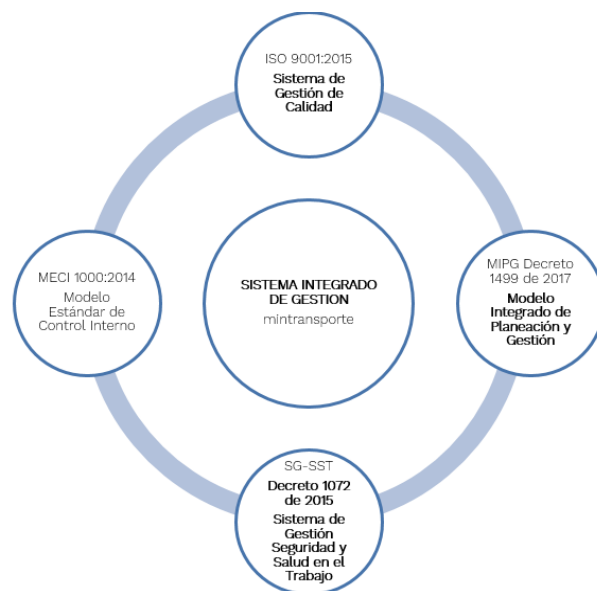 ISO 9001:2015
Sistema de
Gestión de
Calidad
MECI 1000:2014
Modelo
Estándar de
Control Interno
SISTEMA INTEGRADO
DE GESTION
mintransporte
MIPG Decreto
1499 de 2017
Modelo
Integrado de
Planeación y
Gestión
SG-SST
Decreto 1072
de 2015
Sistema de
Gestión
Seguridad y
Salud en el
Trabajo